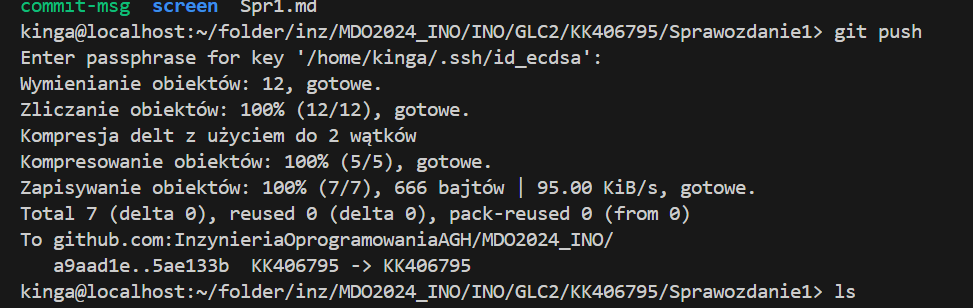 commit-msg screen Spr1.md
kinga@localhost:~/folder/inz/MDO2024_INO/INO/GLC2/KK406795/Sprawozdanie1> git push
Enter passphrase for key '/home/kinga/.ssh/id_ecdsa':
Wymienianie obiektów: 12, gotowe.
Zliczanie obiektów: 100% (12/12), gotowe.
Kompresja delt z użyciem do 2 wątków
Kompresowanie obiektów: 100% (5/5), gotowe.
Zapisywanie obiektów: 100% (7/7), 666 bajtów | 95.00 KiB/s, gotowe.
Total 7 (delta 0), reused 0 (delta 0), pack-reused 0 (from 0)
To github.com:InzynieriaOprogramowaniaAGH/MDO2024_INO/
   a9aad1e..5ae133b  KK406795 -> KK406795
kinga@localhost:~/folder/inz/MDO2024_INO/INO/GLC2/KK406795/Sprawozdanie1> ls